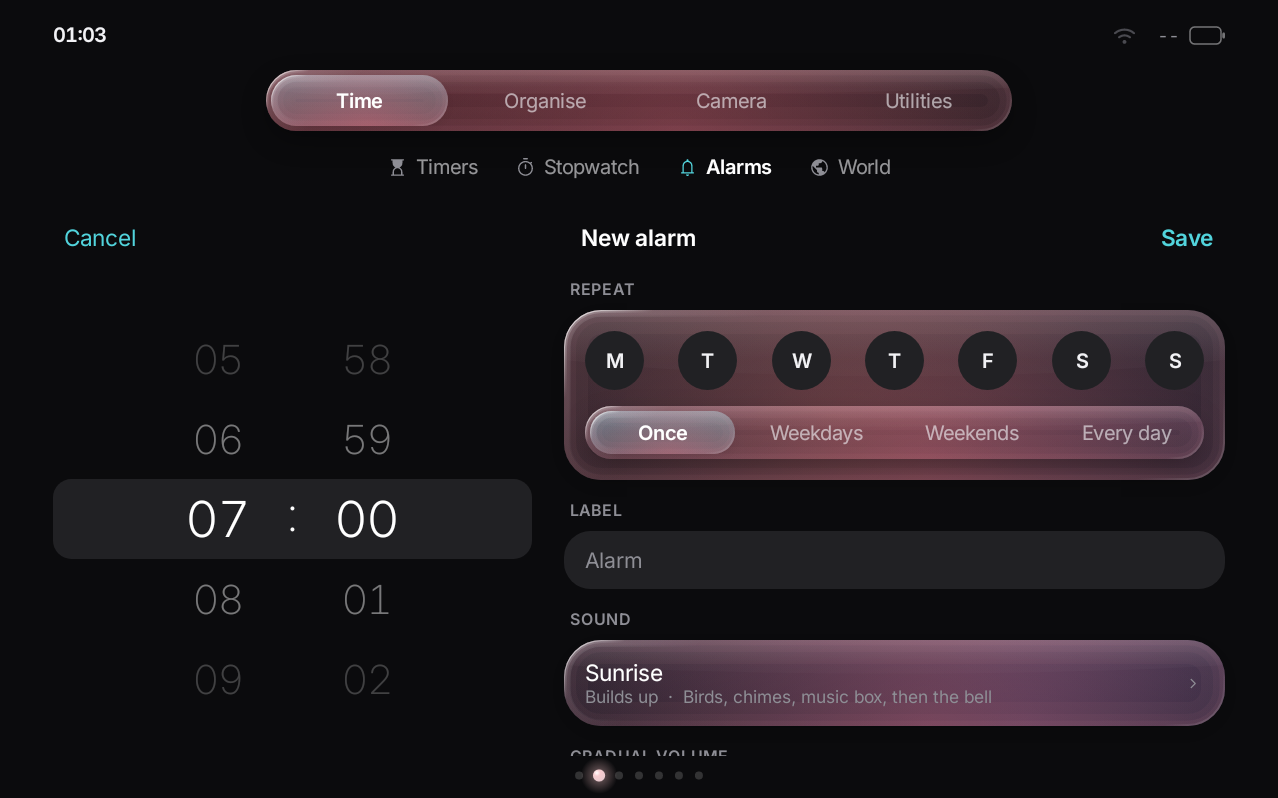 01:03
--
Time Organise Camera Utilities
Timers Stopwatch Alarms World
Cancel New alarm Save
REPEAT
M T W T F S S
Once Weekdays Weekends Every day
05 58
06 59
07 : 00
08 01
09 02
LABEL
Alarm
SOUND
Sunrise
Builds up · Birds, chimes, music box, then the bell
GRADUAL VOLUME